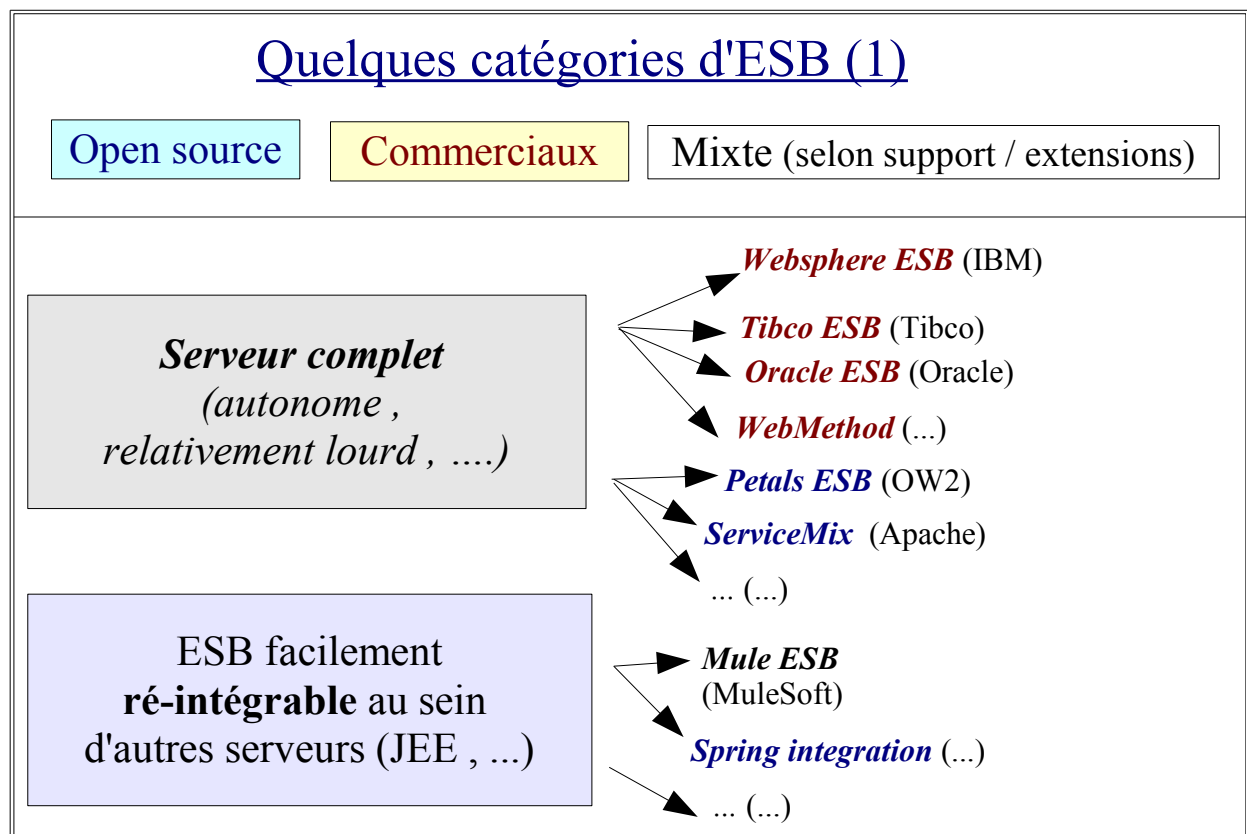 Quelques catégories d'ESB (1)
Open source
Commerciaux
Mixte (selon support / extensions)
Serveur complet
(autonome ,
relativement lourd , ....)
Websphere ESB (IBM)
Tibco ESB (Tibco)
Oracle ESB (Oracle)
WebMethod (...)
Petals ESB (OW2)
ServiceMix (Apache)
... (...)
ESB facilement
ré-intégrable au sein
d'autres serveurs (JEE , ...)
Mule ESB
(MuleSoft)
Spring integration (...)
... (...)